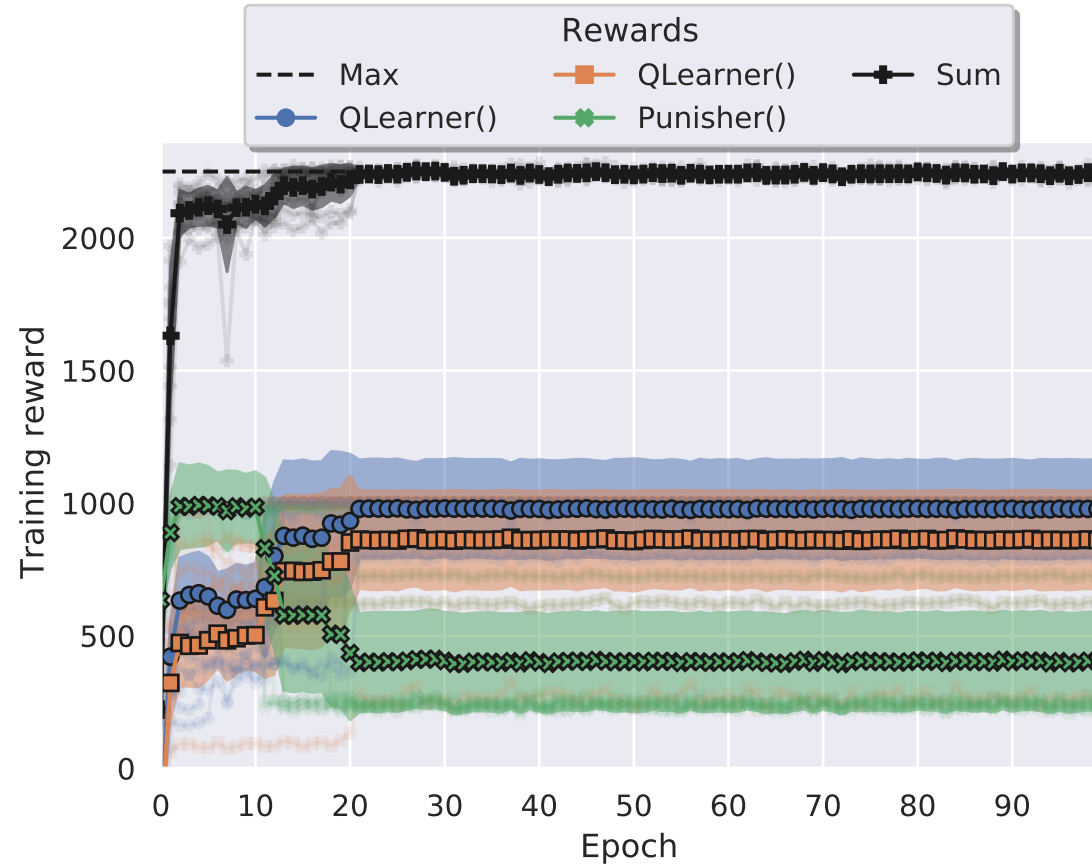 Rewards
Max
QLearner()
Sum
QLearner()
Punisher()
2000
1500
1000
500
0
Training reward
0 10 20 30 40 50 60 70 80 90
Epoch